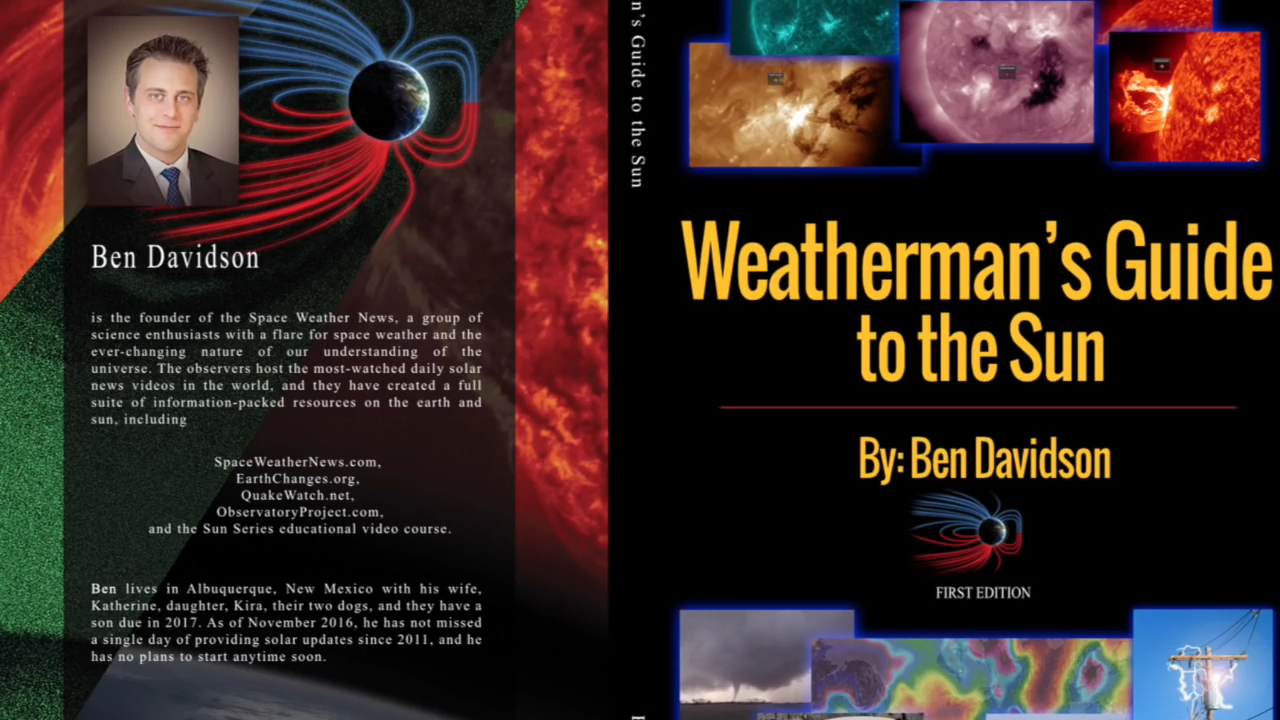 Ben Davidson
is the founder of the Space Weather News, a group of
science enthusiasts with a flare for space weather and the
ever-changing nature of our understanding of the
universe. The observers host the most-watched daily solar
news videos in the world, and they have created a full
suite of information-packed resources on the earth and
sun, including
SpaceWeatherNews.com,
EarthChanges.org,
QuakeWatch.net,
ObservatoryProject.com,
and the Sun Series educational video course.
Ben lives in Albuquerque, New Mexico with his wife,
Katherine, daughter, Kira, their two dogs, and they have a
son due in 2017. As of November 2016, he has not missed
a single day of providing solar updates since 2011, and he
has no plans to start anytime soon.
n's Guide to the Sun
Weatherman's Guide
to the Sun
By: Ben Davidson
FIRST EDITION